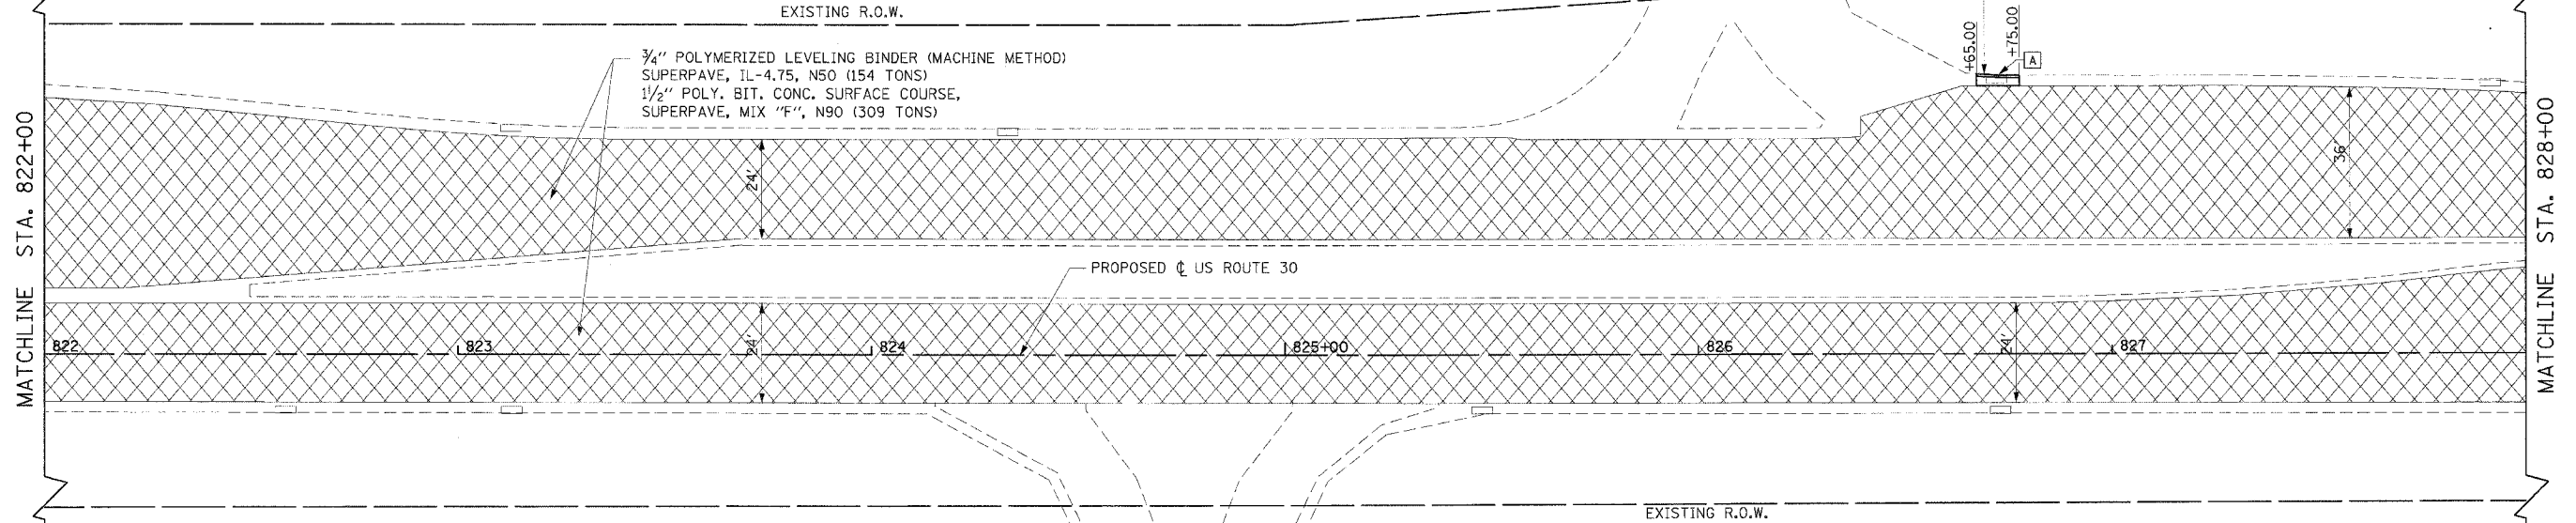 EXISTING R.O.W.
3/4" POLYMERIZED LEVELING BINDER (MACHINE METHOD)
SUPERPAVE, IL-4.75, N50 (154 TONS)
1 1/2" POLY. BIT. CONC. SURFACE COURSE,
SUPERPAVE, MIX "F", N90 (309 TONS)
+65.00
+75.00
A
MATCHLINE STA. 822+00
24'
36'
MATCHLINE STA. 828+00
PROPOSED ℄ US ROUTE 30
822
823
24'
824
825+00
826
24'
827
EXISTING R.O.W.